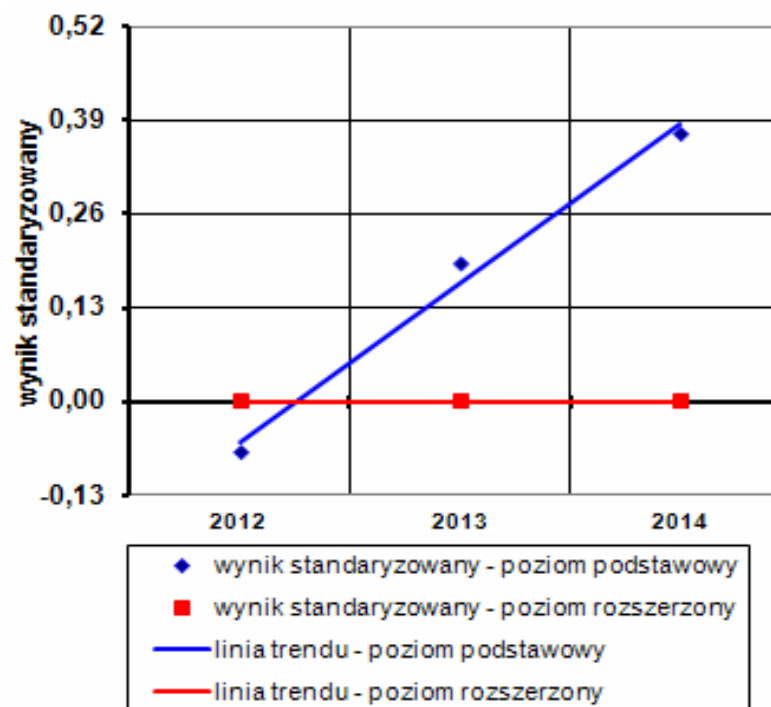 0,52
0,39
0,26
0,13
0,00
-0,13
wynik standaryzowany
2012 2013 2014
wynik standaryzowany - poziom podstawowy
wynik standaryzowany - poziom rozszerzony
linia trendu - poziom podstawowy
linia trendu - poziom rozszerzony